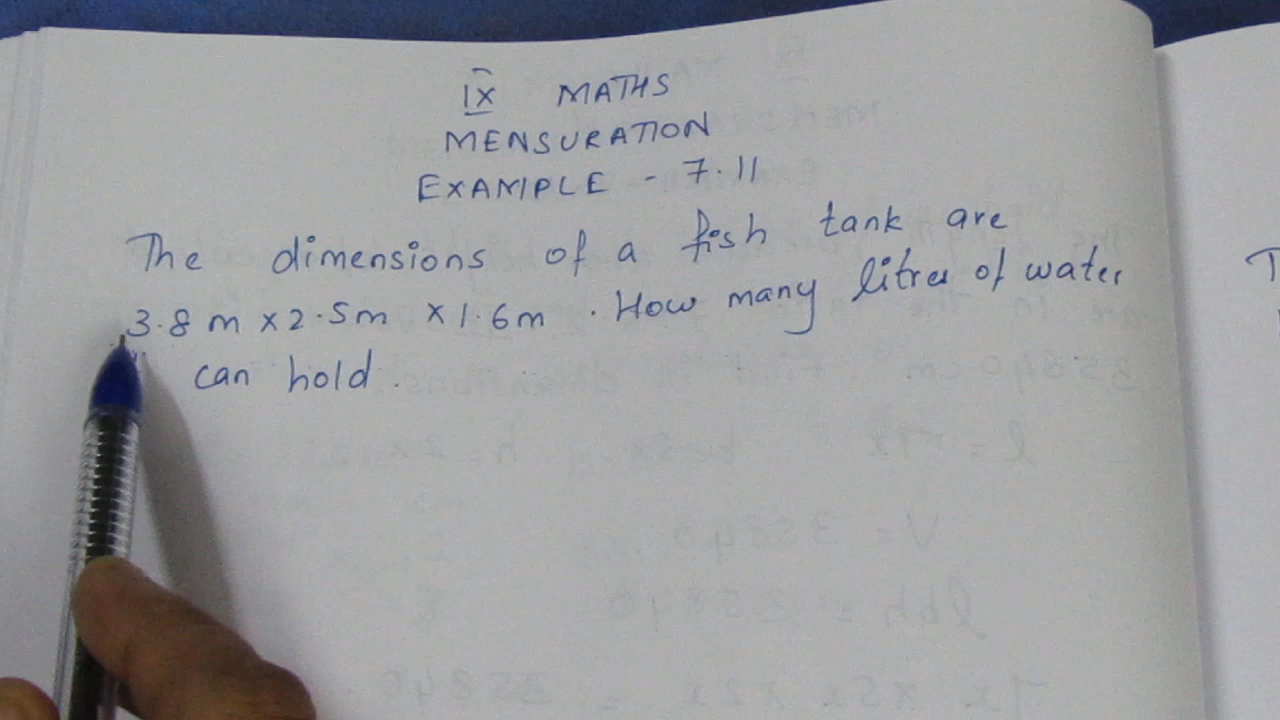 IX MATHS
MENSURATION
EXAMPLE - 7.11
The dimensions of a fish tank are
3.8 m x 2.5m x 1.6m . How many litres of water
can hold .
T